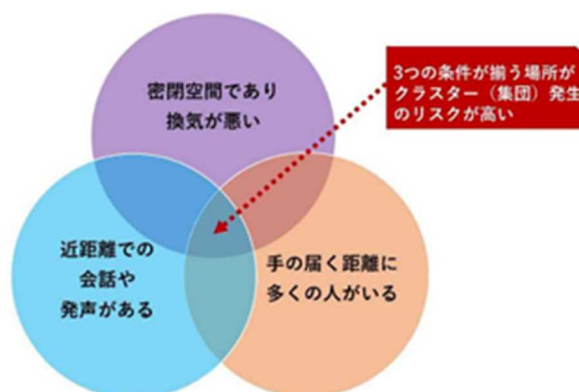 密閉空間であり
換気が悪い
3つの条件が揃う場所が
クラスター（集団）発生
のリスクが高い
近距離での
会話や
発声がある
手の届く距離に
多くの人がいる